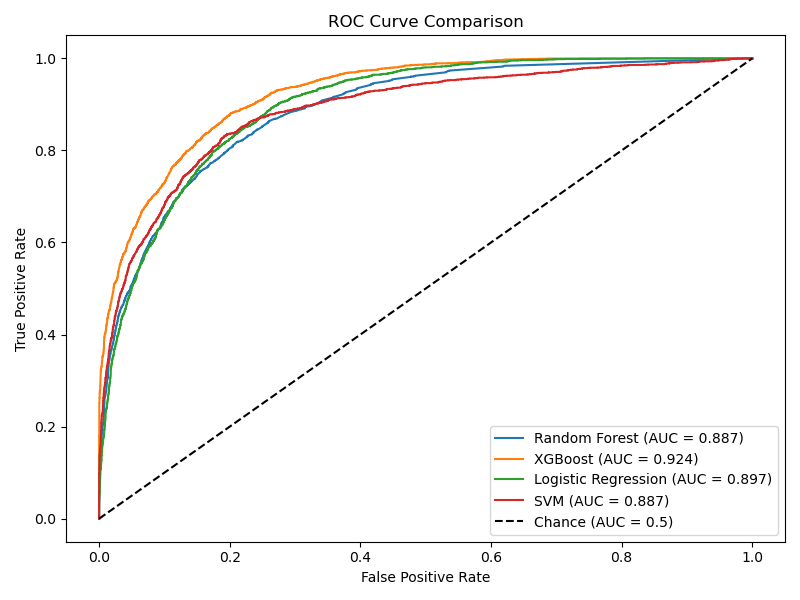 ROC Curve Comparison
1.0
0.8
0.6
0.4
0.2
0.0
True Positive Rate
Random Forest (AUC = 0.887)
XGBoost (AUC = 0.924)
Logistic Regression (AUC = 0.897)
SVM (AUC = 0.887)
Chance (AUC = 0.5)
0.0 0.2 0.4 0.6 0.8 1.0
False Positive Rate